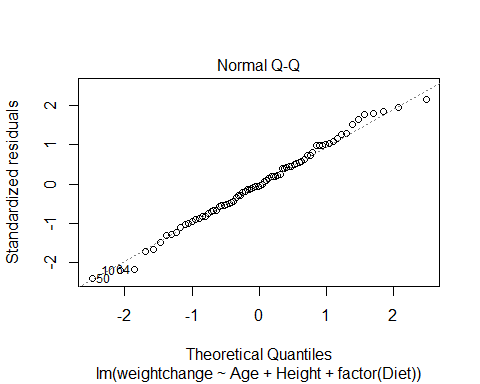 Normal Q-Q
Standardized residuals
2
1
0
-1
-2
50
-2
-1
0
1
2
Theoretical Quantiles
lm(weightchange ~ Age + Height + factor(Diet))